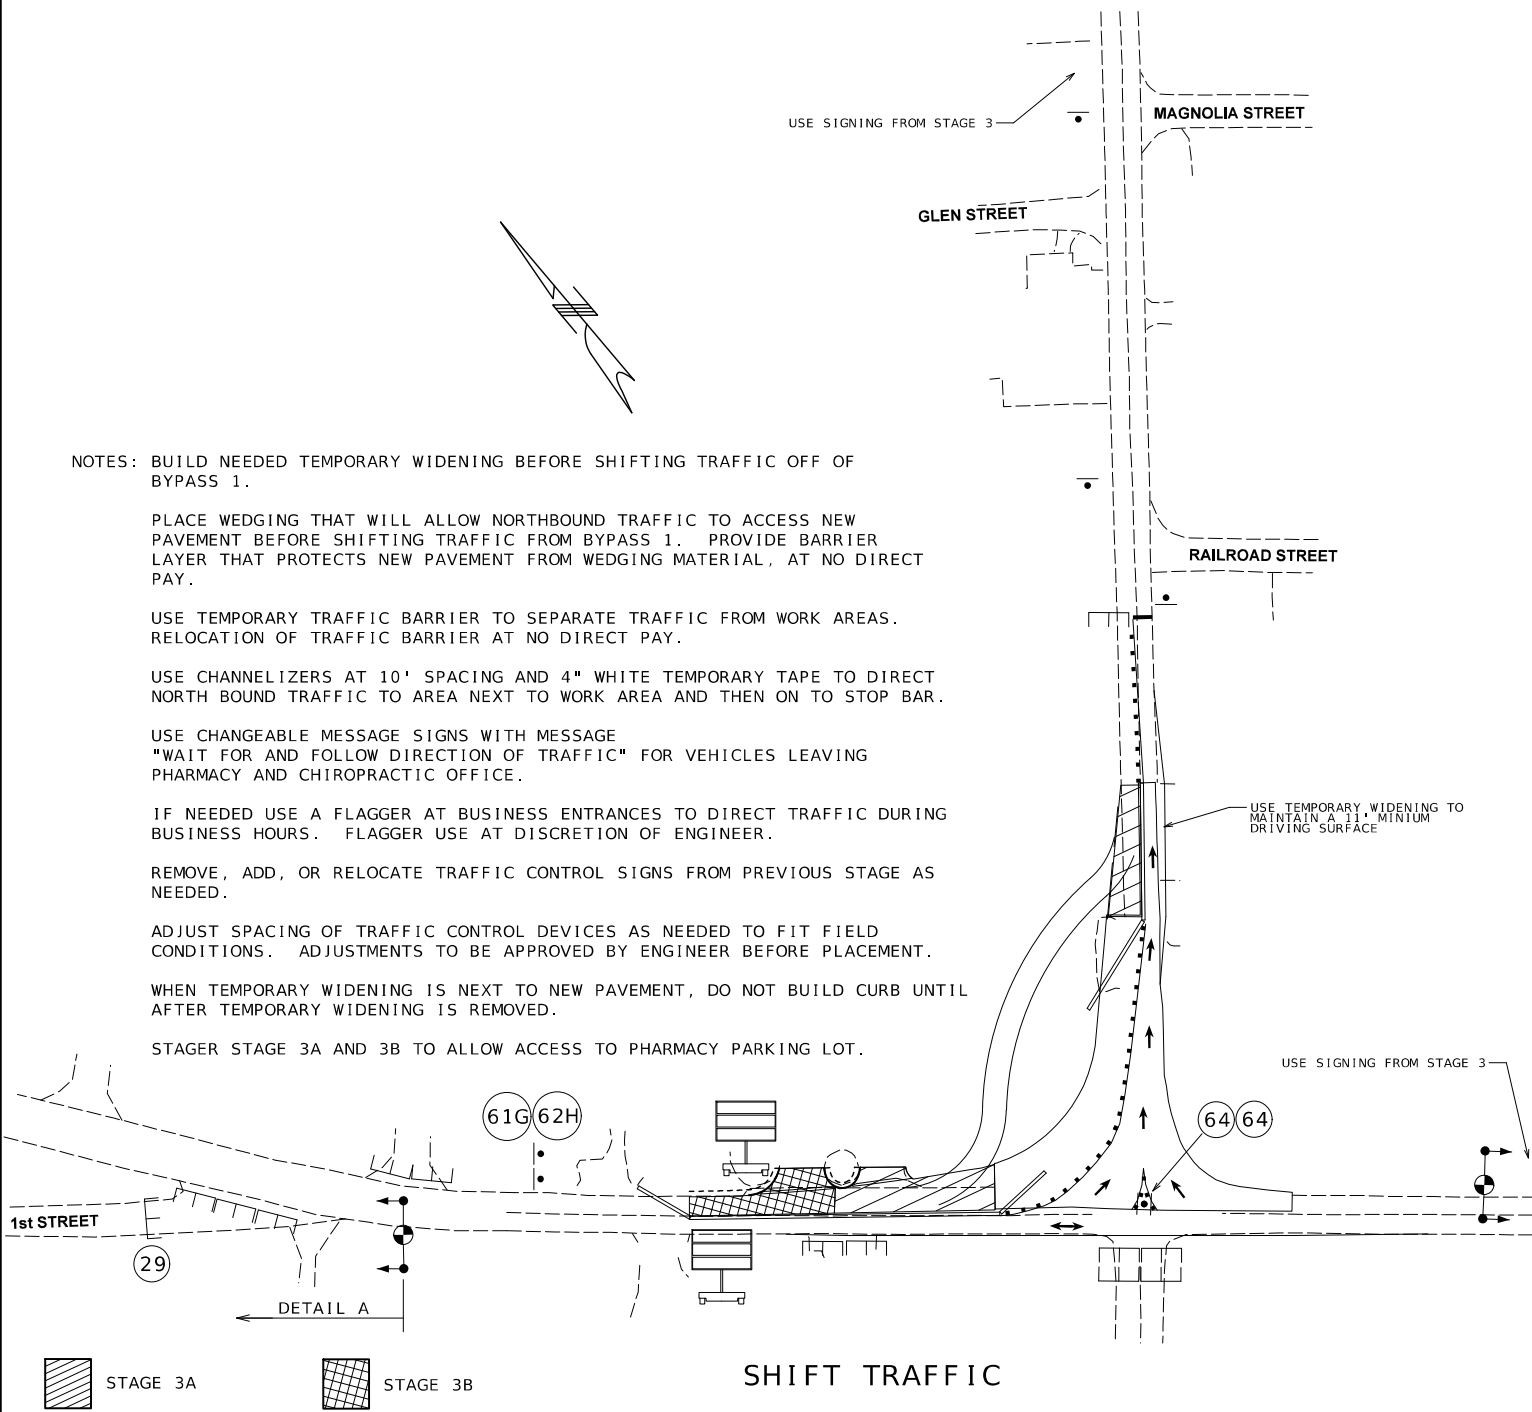 USE SIGNING FROM STAGE 3
MAGNOLIA STREET
GLEN STREET
NOTES: BUILD NEEDED TEMPORARY WIDENING BEFORE SHIFTING TRAFFIC OFF OF
BYPASS 1.
PLACE WEDGING THAT WILL ALLOW NORTHBOUND TRAFFIC TO ACCESS NEW
PAVEMENT BEFORE SHIFTING TRAFFIC FROM BYPASS 1. PROVIDE BARRIER
LAYER THAT PROTECTS NEW PAVEMENT FROM WEDGING MATERIAL, AT NO DIRECT
PAY.
USE TEMPORARY TRAFFIC BARRIER TO SEPARATE TRAFFIC FROM WORK AREAS.
RELOCATION OF TRAFFIC BARRIER AT NO DIRECT PAY.
USE CHANNELIZERS AT 10' SPACING AND 4" WHITE TEMPORARY TAPE TO DIRECT
NORTH BOUND TRAFFIC TO AREA NEXT TO WORK AREA AND THEN ON TO STOP BAR.
USE CHANGEABLE MESSAGE SIGNS WITH MESSAGE
"WAIT FOR AND FOLLOW DIRECTION OF TRAFFIC" FOR VEHICLES LEAVING
PHARMACY AND CHIROPRACTIC OFFICE.
IF NEEDED USE A FLAGGER AT BUSINESS ENTRANCES TO DIRECT TRAFFIC DURING
BUSINESS HOURS. FLAGGER USE AT DISCRETION OF ENGINEER.
REMOVE, ADD, OR RELOCATE TRAFFIC CONTROL SIGNS FROM PREVIOUS STAGE AS
NEEDED.
ADJUST SPACING OF TRAFFIC CONTROL DEVICES AS NEEDED TO FIT FIELD
CONDITIONS. ADJUSTMENTS TO BE APPROVED BY ENGINEER BEFORE PLACEMENT.
WHEN TEMPORARY WIDENING IS NEXT TO NEW PAVEMENT, DO NOT BUILD CURB UNTIL
AFTER TEMPORARY WIDENING IS REMOVED.
STAGER STAGE 3A AND 3B TO ALLOW ACCESS TO PHARMACY PARKING LOT.
RAILROAD STREET
USE TEMPORARY WIDENING TO
MAINTAIN A 11' MINIUM
DRIVING SURFACE
USE SIGNING FROM STAGE 3
61G 62H
64 64
1st STREET
29
DETAIL A
STAGE 3A
STAGE 3B
SHIFT TRAFFIC